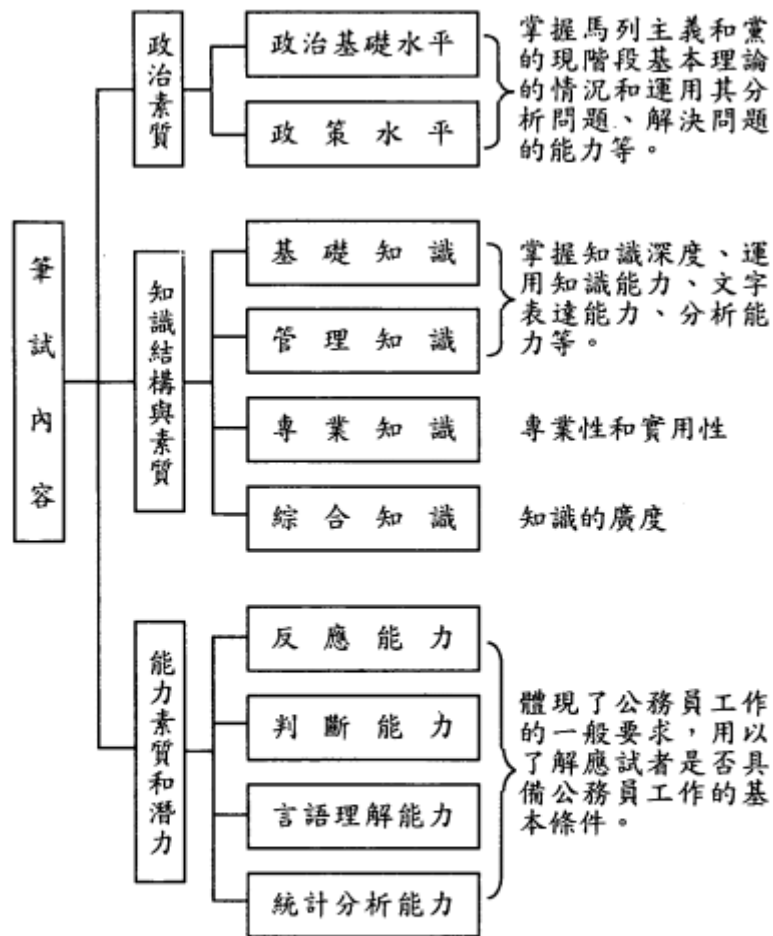 筆試內容
政治素質
政治基礎水平
政策水平
掌握馬列主義和黨
的現階段基本理論
的情況和運用其分
析問題、解決問題
的能力等。
知識結構與素質
基礎知識
管理知識
掌握知識深度、運
用知識能力、文字
表達能力、分析能
力等。
專業知識
專業性和實用性
綜合知識
知識的廣度
能力素質和潛力
反應能力
判斷能力
言語理解能力
統計分析能力
體現了公務員工作
的一般要求，用以
了解應試者是否具
備公務員工作的基
本條件。